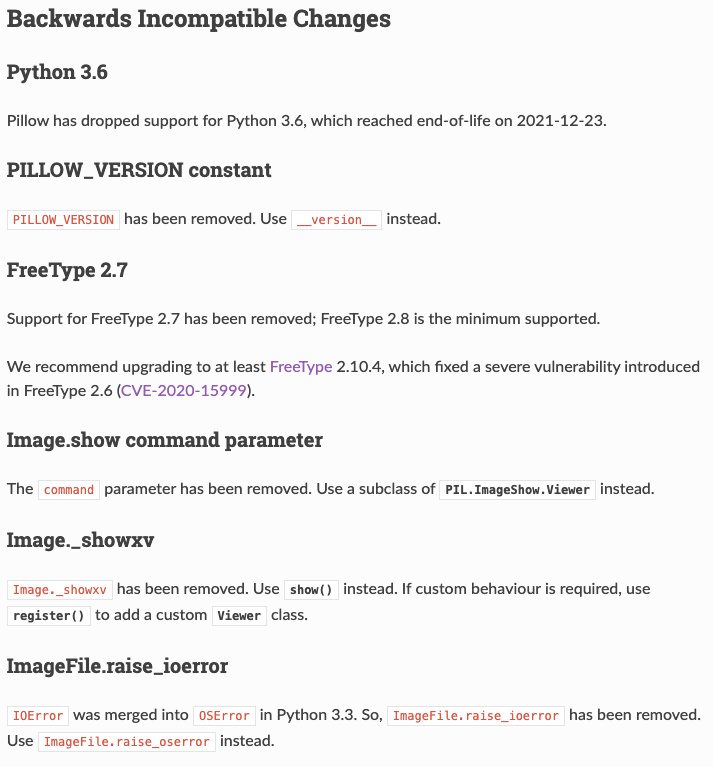 Backwards Incompatible Changes
Python 3.6
Pillow has dropped support for Python 3.6, which reached end-of-life on 2021-12-23.
PILLOW_VERSION constant
PILLOW_VERSION has been removed. Use __version__ instead.
FreeType 2.7
Support for FreeType 2.7 has been removed; FreeType 2.8 is the minimum supported.
We recommend upgrading to at least FreeType 2.10.4, which fixed a severe vulnerability introduced
in FreeType 2.6 (CVE-2020-15999).
Image.show command parameter
The command parameter has been removed. Use a subclass of PIL.ImageShow.Viewer instead.
Image._showxv
Image._showxv has been removed. Use show() instead. If custom behaviour is required, use
register() to add a custom Viewer class.
ImageFile.raise_ioerror
IOError was merged into OSError in Python 3.3. So, ImageFile.raise_ioerror has been removed.
Use ImageFile.raise_oserror instead.